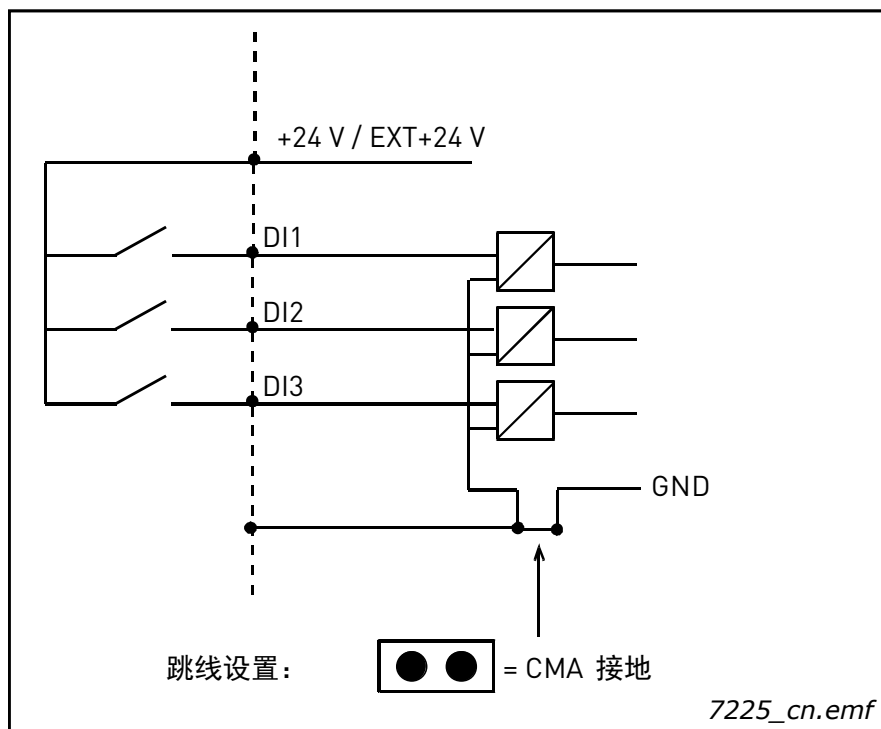 +24 V / EXT+24 V
DI1
DI2
DI3
GND
跳线设置： = CMA 接地
7225_cn.emf